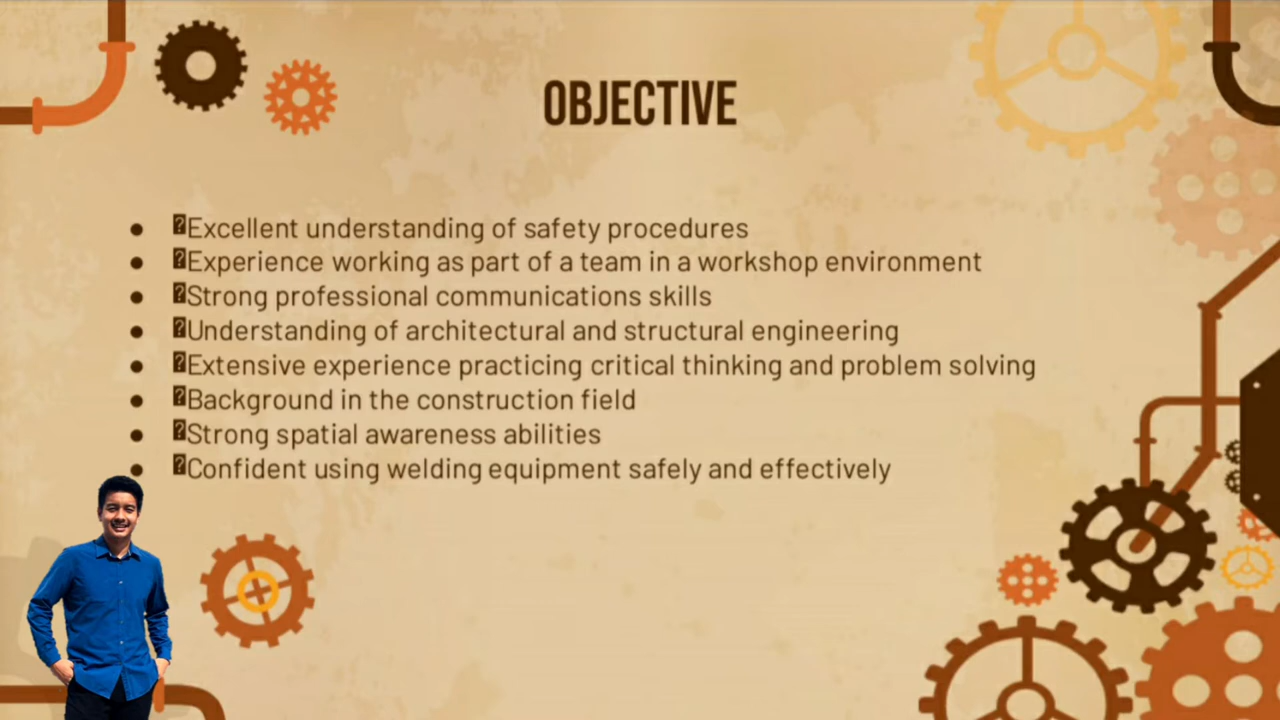 OBJECTIVE
● �Excellent understanding of safety procedures
● �Experience working as part of a team in a workshop environment
● �Strong professional communications skills
● �Understanding of architectural and structural engineering
● �Extensive experience practicing critical thinking and problem solving
● �Background in the construction field
● �Strong spatial awareness abilities
● �Confident using welding equipment safely and effectively